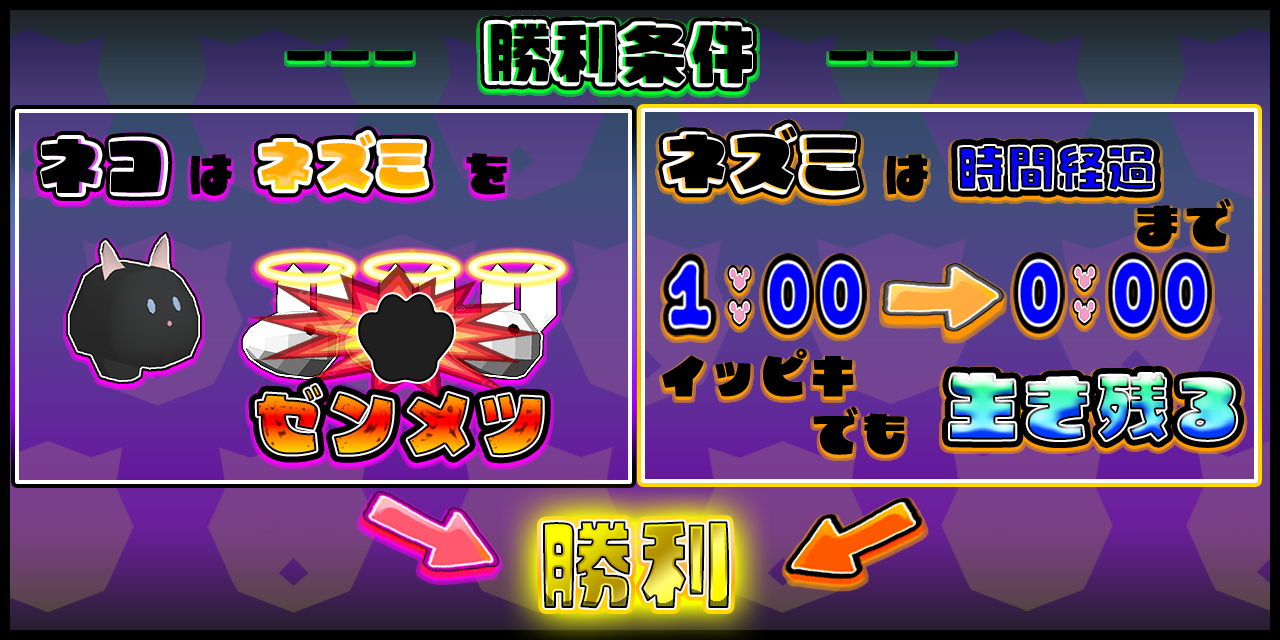 --- 勝利条件 ---
ネコ は ネズミ を
ゼンメツ
ネズミ は 時間経過
まで
1:00 → 0:00
イッピキ
でも 生き残る
勝利